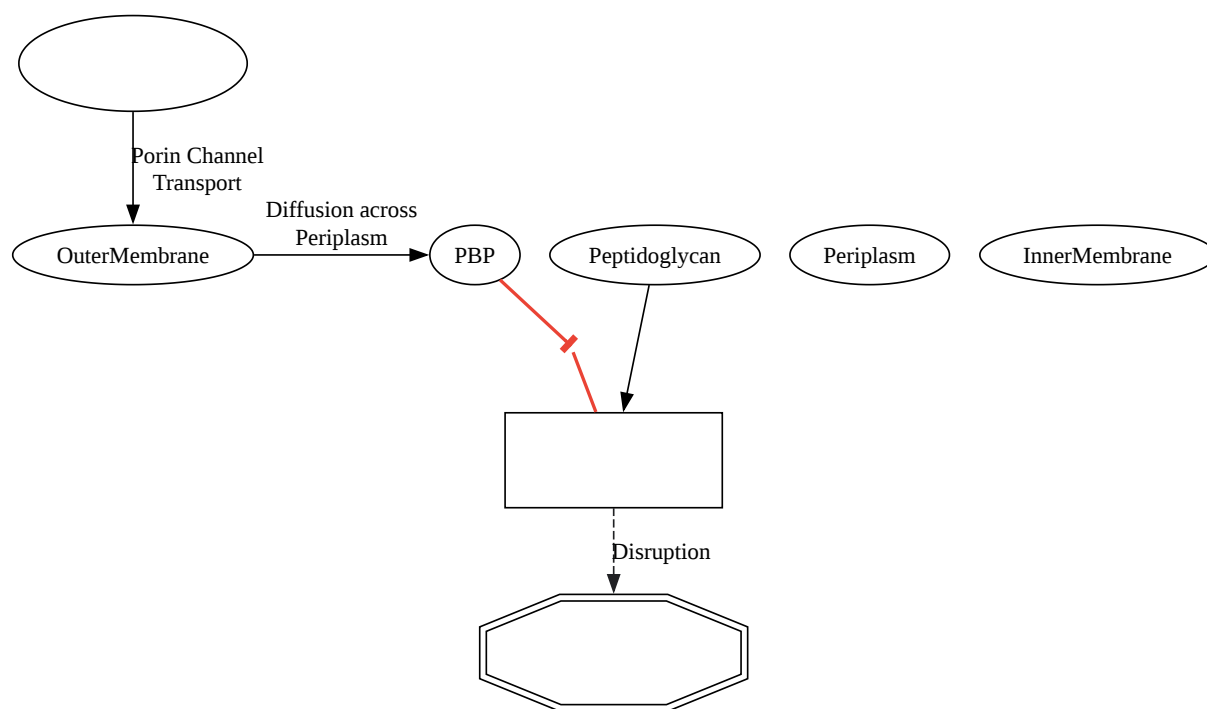 Porin Channel
Transport
Diffusion across
Periplasm
OuterMembrane
PBP
Peptidoglycan
Periplasm
InnerMembrane
Disruption